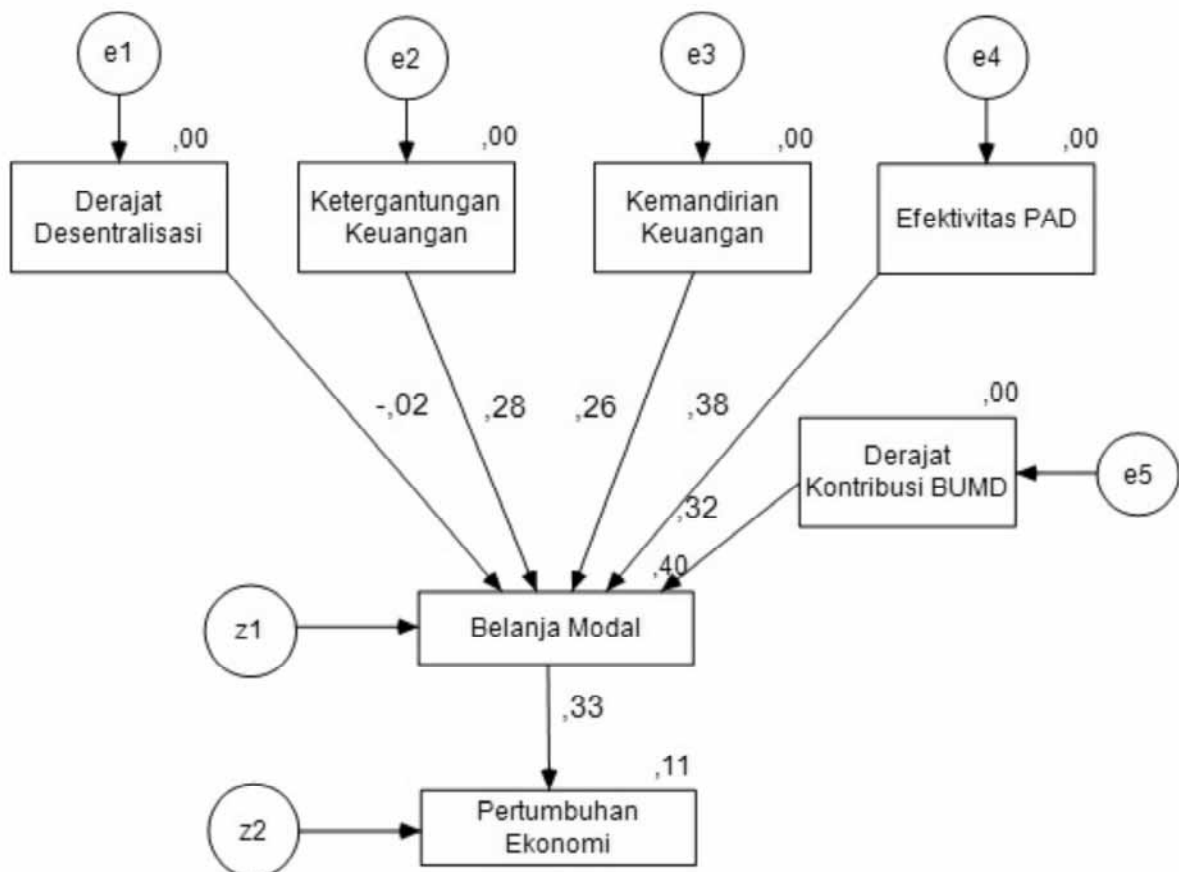 e1
e2
e3
e4
,00
,00
,00
,00
Derajat
Desentralisasi
Ketergantungan
Keuangan
Kemandirian
Keuangan
Efektivitas PAD
-,02
,28
,26
,38
,00
Derajat
Kontribusi BUMD
e5
,32
,40
z1
Belanja Modal
,33
,11
z2
Pertumbuhan
Ekonomi